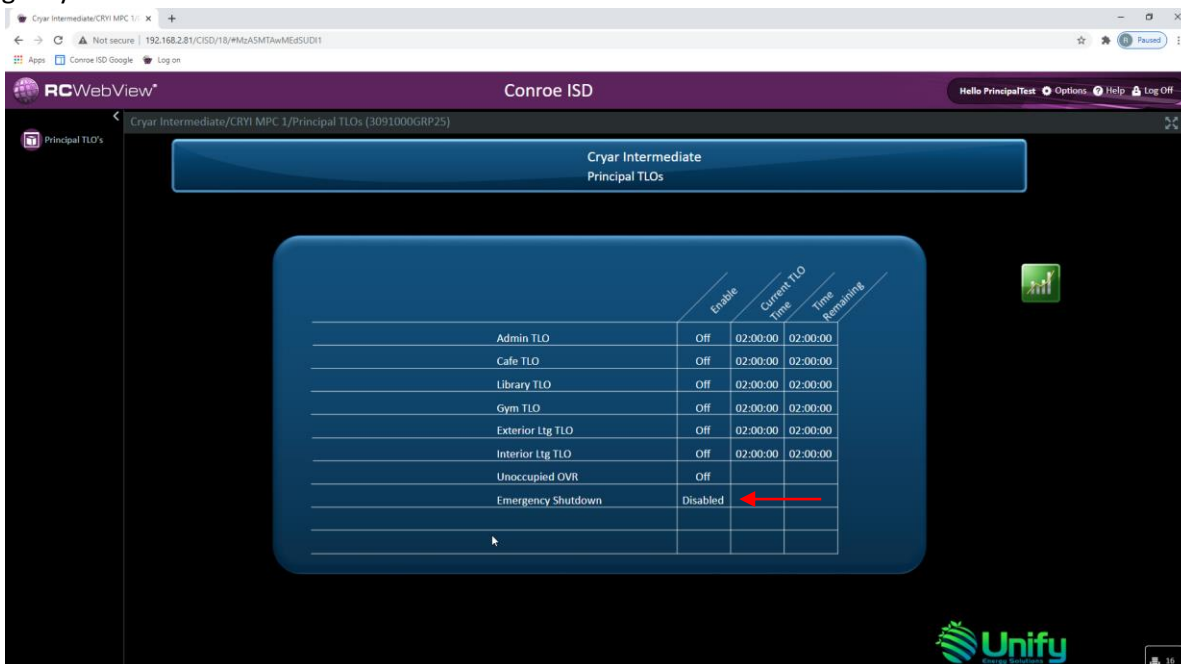 Cryar Intermediate/CRYI MPC 1/
Not secure | 192.168.2.81/CISD/18/#MzA5MTAwMEdSUDI1
Paused
Apps Conroe ISD Google Log on
RCWebView® Conroe ISD Hello PrincipalTest Options Help Log Off
Principal TLO's
Cryar Intermediate/CRYI MPC 1/Principal TLOs (3091000GRP25)
Cryar Intermediate
Principal TLOs
Enable Current TLO Time Time Remaining
Admin TLO Off 02:00:00 02:00:00
Cafe TLO Off 02:00:00 02:00:00
Library TLO Off 02:00:00 02:00:00
Gym TLO Off 02:00:00 02:00:00
Exterior Ltg TLO Off 02:00:00 02:00:00
Interior Ltg TLO Off 02:00:00 02:00:00
Unoccupied OVR Off
Emergency Shutdown Disabled
Unify
Energy Solutions
16